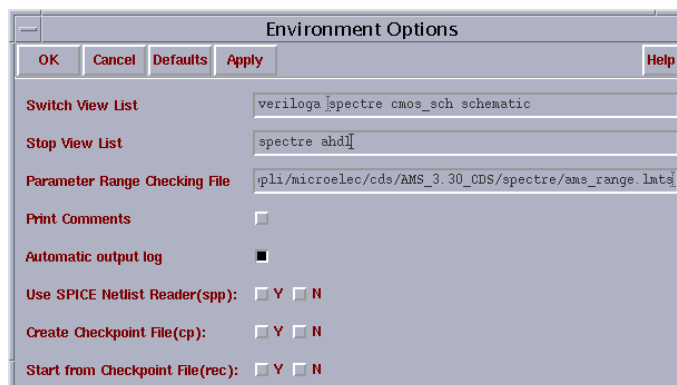 Environment Options
OK Cancel Defaults Apply Help
Switch View List veriloga spectre cmos_sch schematic
Stop View List spectre ahdl
Parameter Range Checking File pli/microelec/cds/AMS_3.30_CDS/spectre/ams_range.lmts
Print Comments
Automatic output log
Use SPICE Netlist Reader(spp): Y N
Create Checkpoint File(cp): Y N
Start from Checkpoint File(rec): Y N